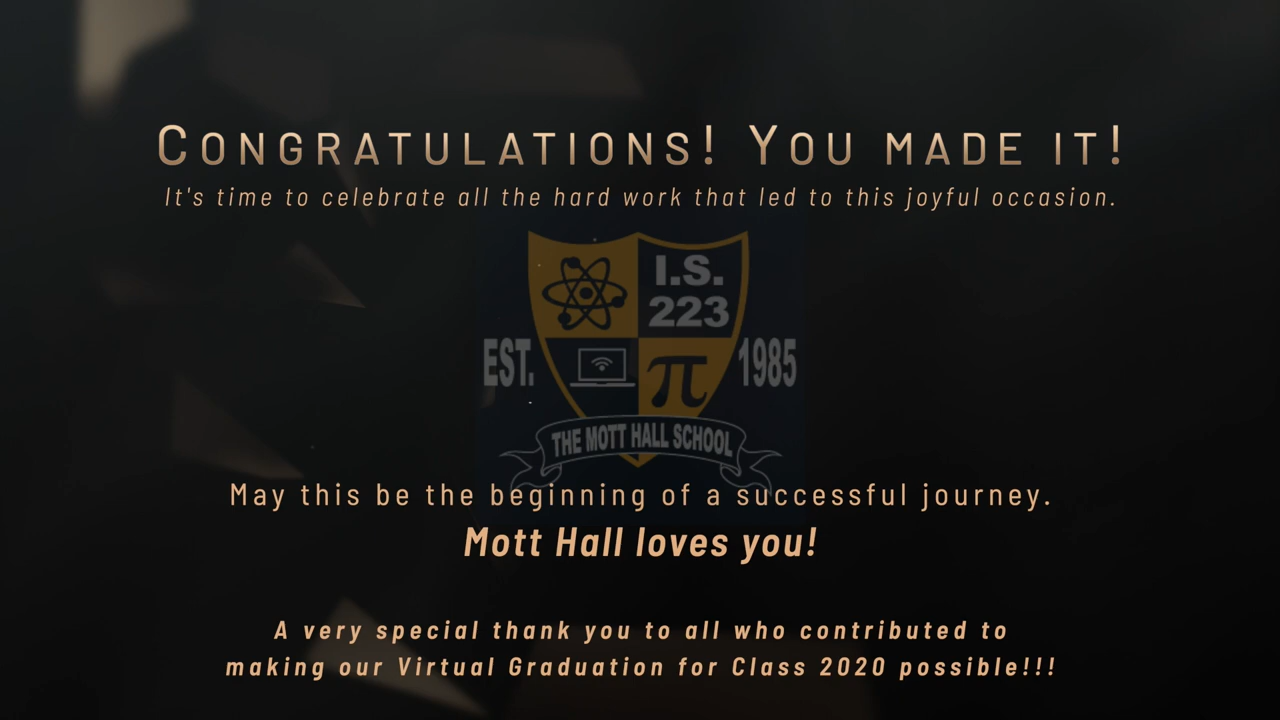 CONGRATULATIONS! YOU MADE IT!
It's time to celebrate all the hard work that led to this joyful occasion.
I.S.
223
EST.
1985
π
THE MOTT HALL SCHOOL
May this be the beginning of a successful journey.
Mott Hall loves you!
A very special thank you to all who contributed to
making our Virtual Graduation for Class 2020 possible!!!